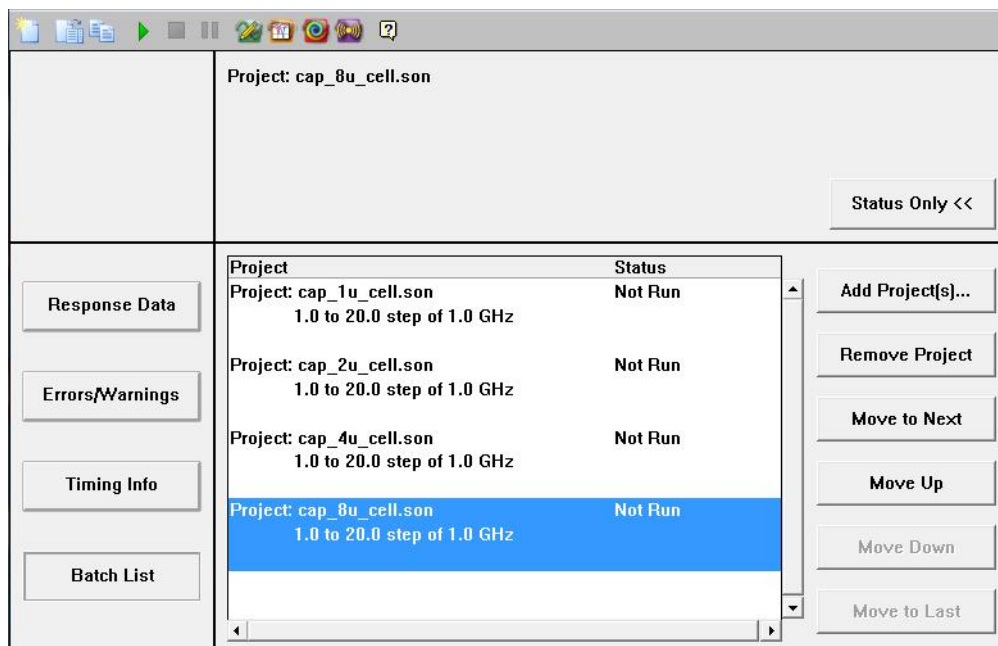 Project: cap_8u_cell.son
Status Only <<
Response Data
Errors/Warnings
Timing Info
Batch List
Project Status
Project: cap_1u_cell.son Not Run
1.0 to 20.0 step of 1.0 GHz
Project: cap_2u_cell.son Not Run
1.0 to 20.0 step of 1.0 GHz
Project: cap_4u_cell.son Not Run
1.0 to 20.0 step of 1.0 GHz
Project: cap_8u_cell.son Not Run
1.0 to 20.0 step of 1.0 GHz
Add Project(s)...
Remove Project
Move to Next
Move Up
Move Down
Move to Last